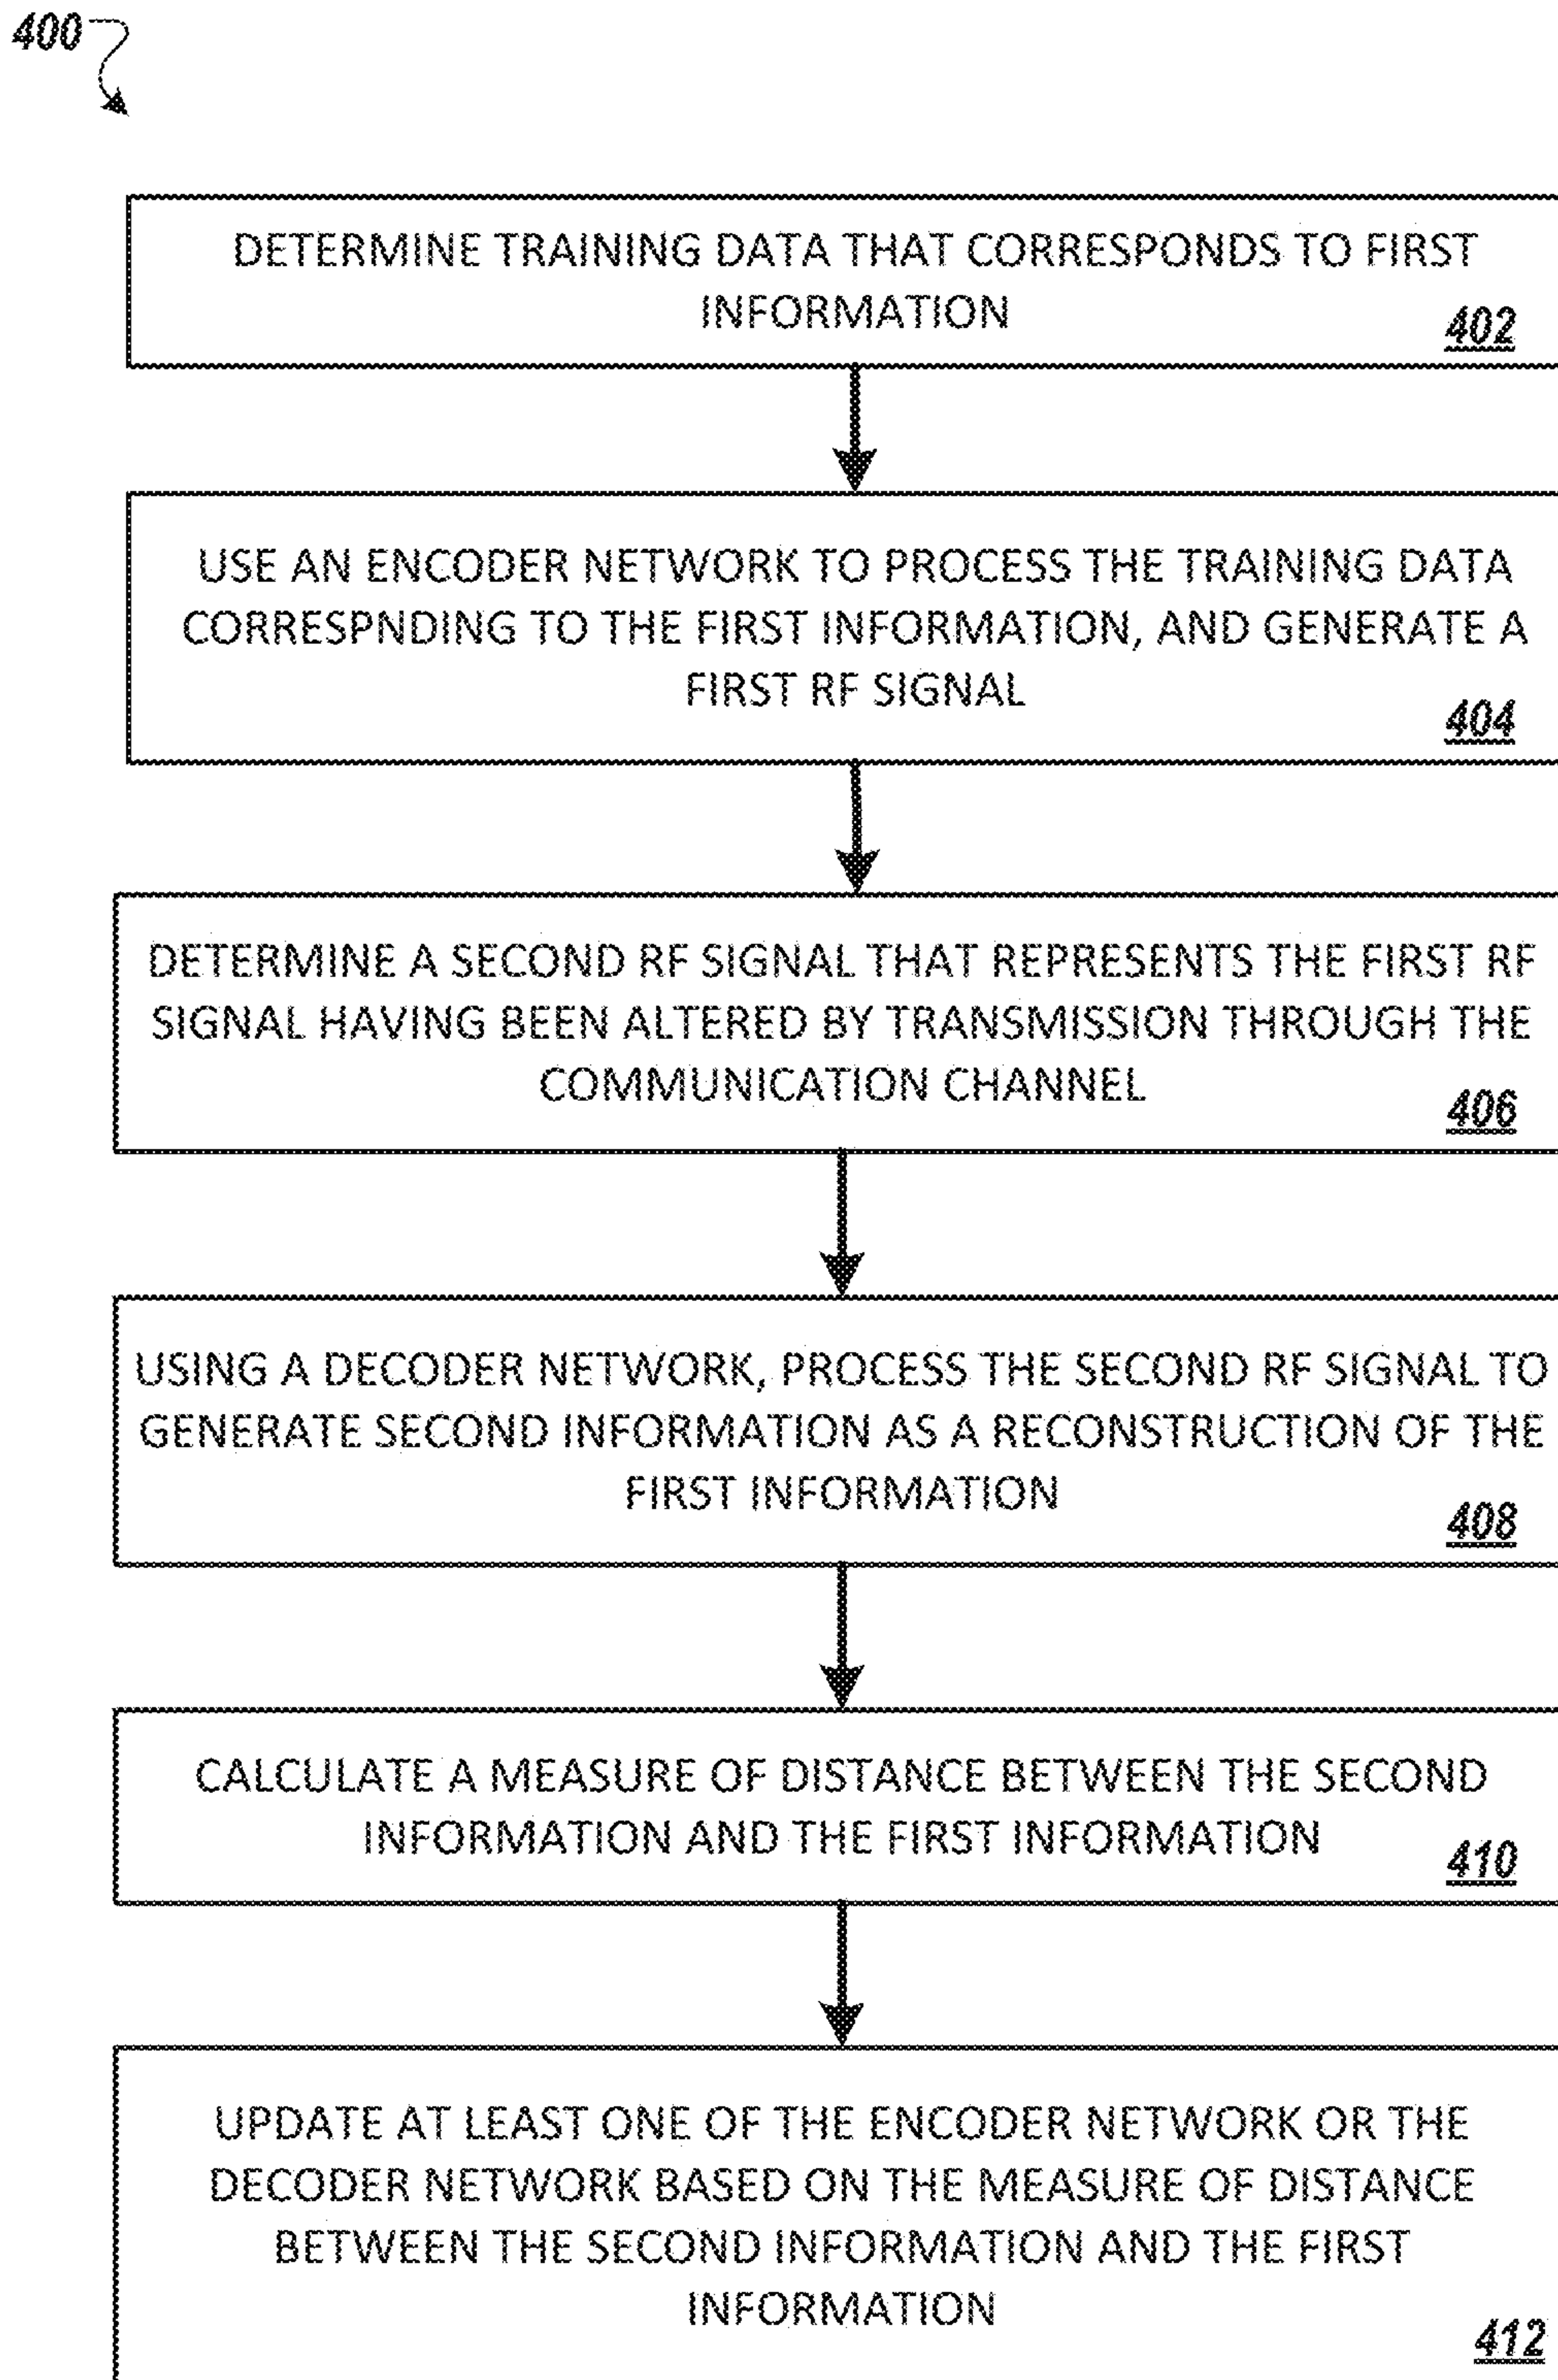 400
DETERMINE TRAINING DATA THAT CORRESPONDS TO FIRST
INFORMATION
402
USE AN ENCODER NETWORK TO PROCESS THE TRAINING DATA
CORRESPNDING TO THE FIRST INFORMATION, AND GENERATE A
FIRST RF SIGNAL
404
DETERMINE A SECOND RF SIGNAL THAT REPRESENTS THE FIRST RF
SIGNAL HAVING BEEN ALTERED BY TRANSMISSION THROUGH THE
COMMUNICATION CHANNEL
406
USING A DECODER NETWORK, PROCESS THE SECOND RF SIGNAL TO
GENERATE SECOND INFORMATION AS A RECONSTRUCTION OF THE
FIRST INFORMATION
408
CALCULATE A MEASURE OF DISTANCE BETWEEN THE SECOND
INFORMATION AND THE FIRST INFORMATION
410
UPDATE AT LEAST ONE OF THE ENCODER NETWORK OR THE
DECODER NETWORK BASED ON THE MEASURE OF DISTANCE
BETWEEN THE SECOND INFORMATION AND THE FIRST
INFORMATION
412